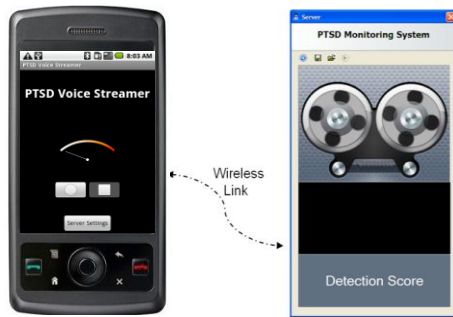 8:03 AM
PTSD Voice Streamer
PTSD Voice Streamer
Server Settings
Wireless
Link
Server
PTSD Monitoring System
Detection Score